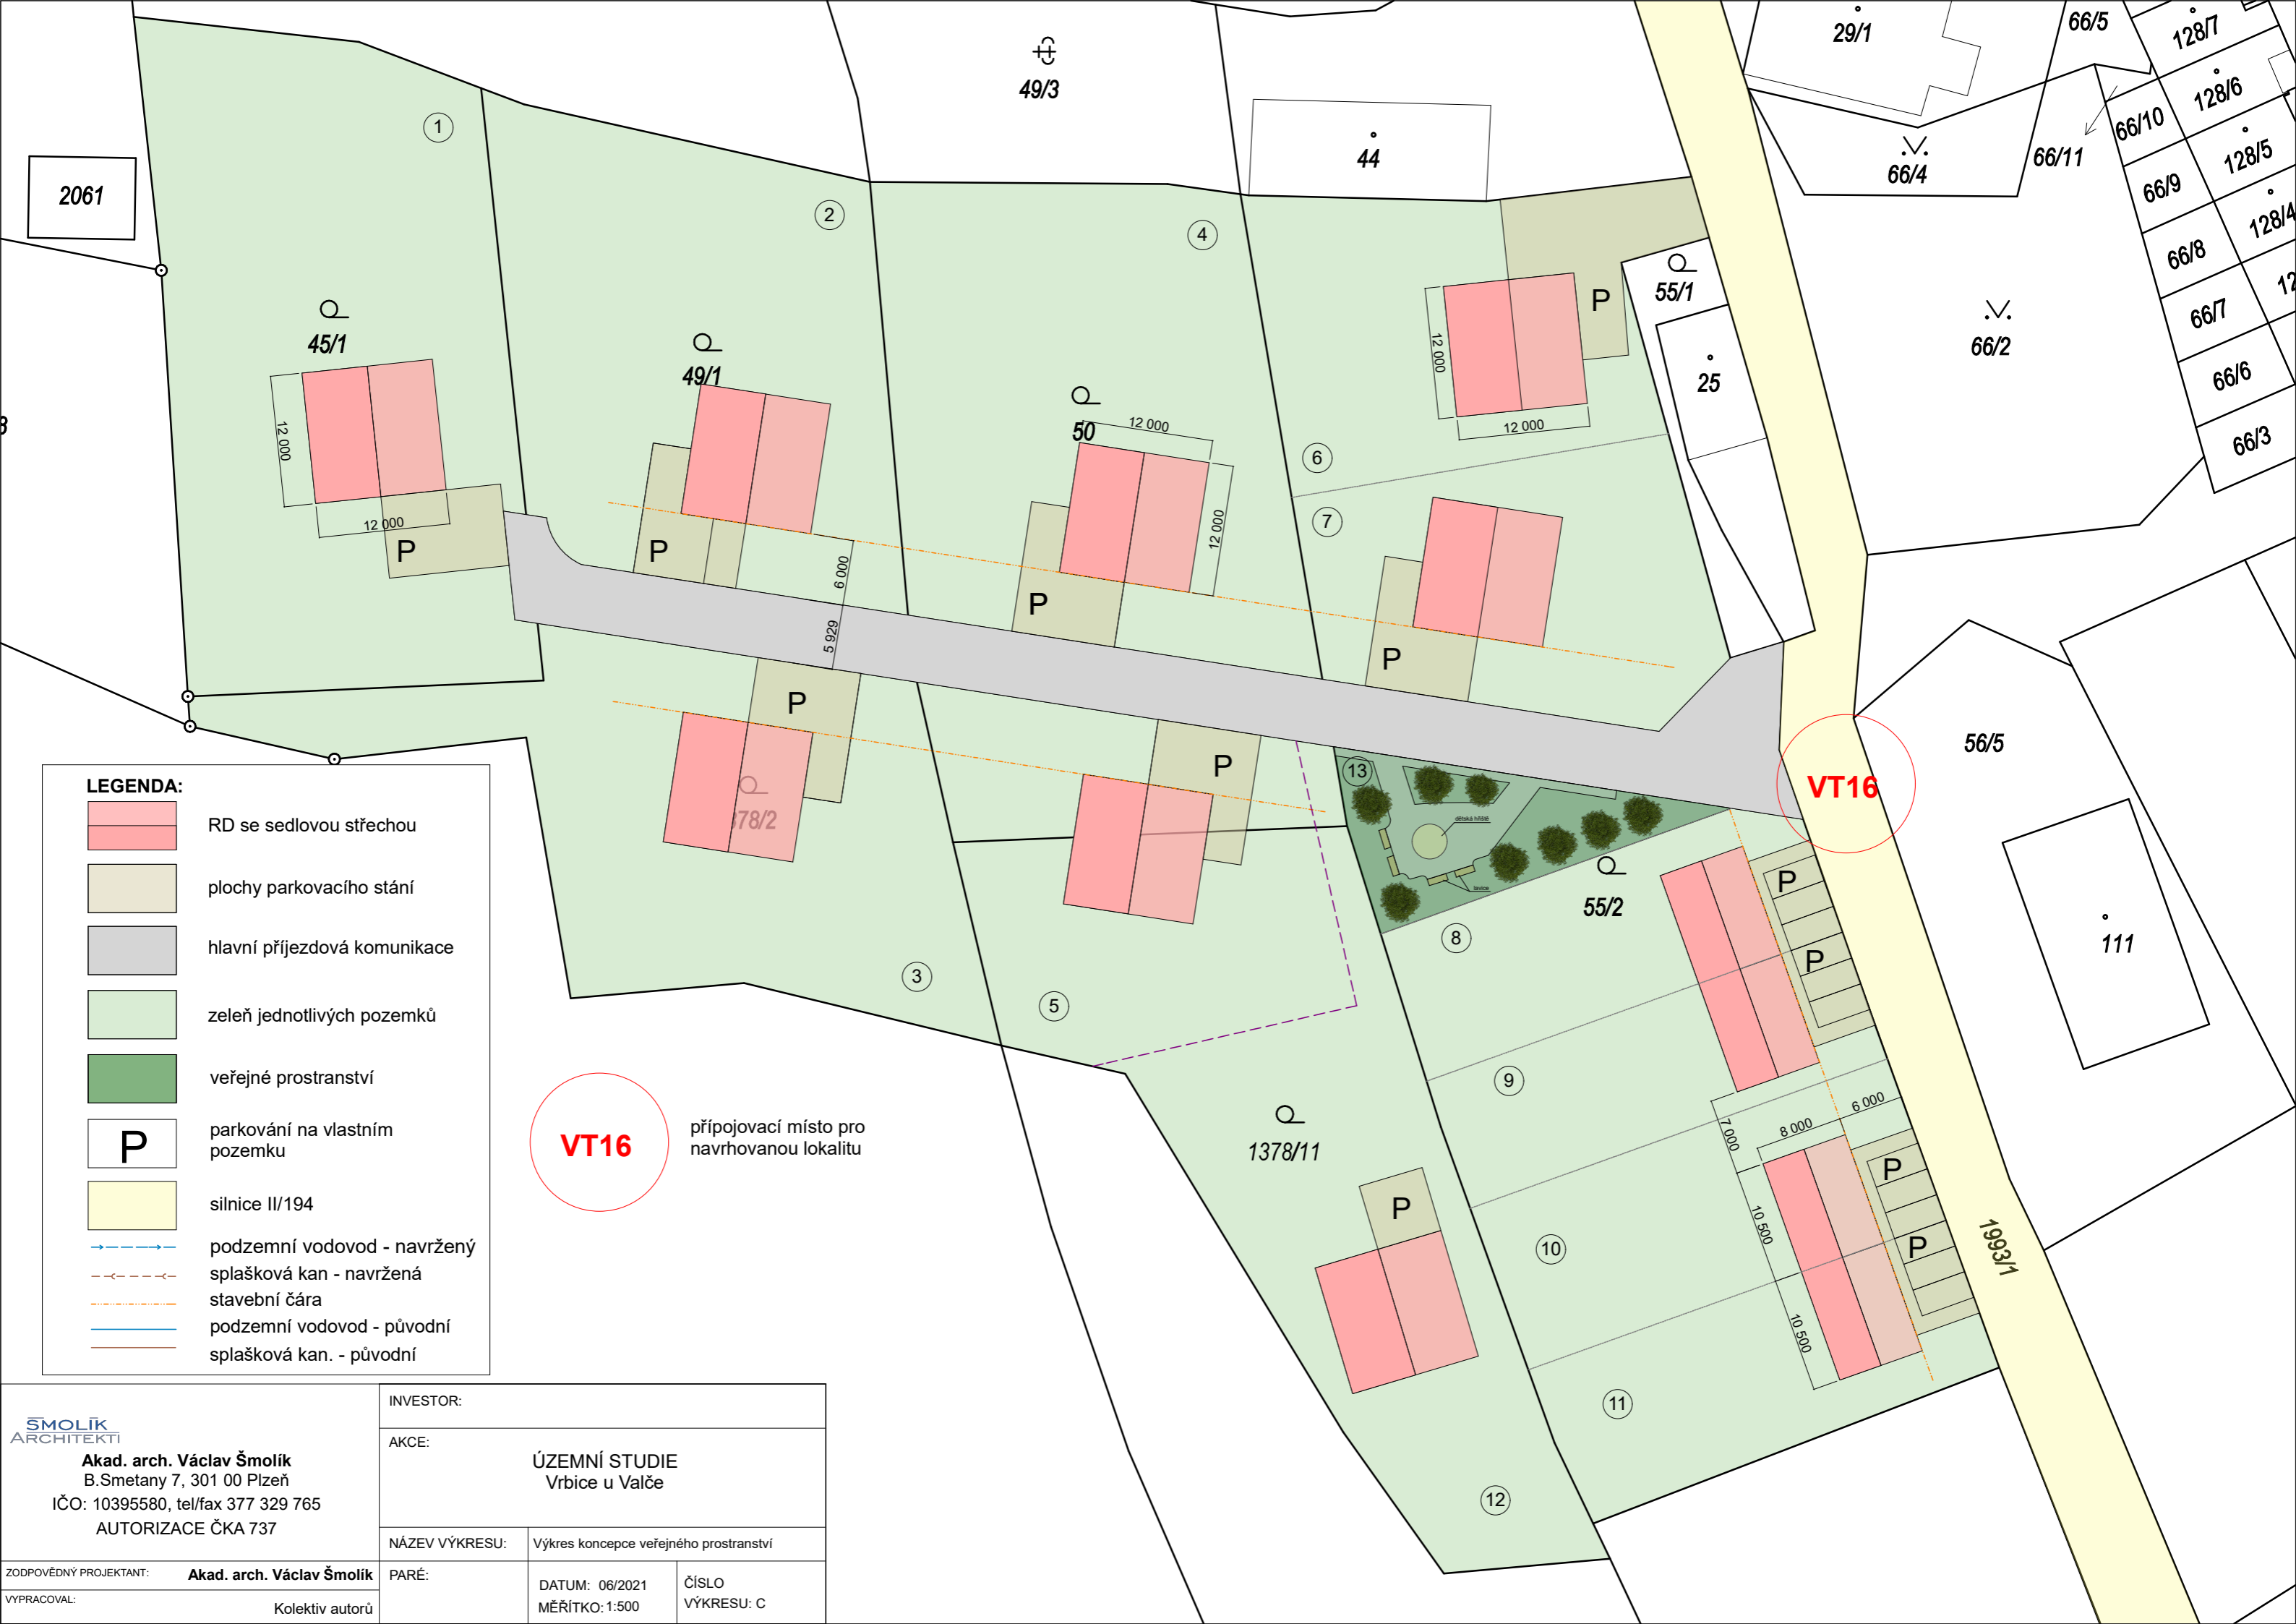 29/1
66/5
128/7
128/6
128/5
128/4
66/10
66/11
66/4
66/9
66/8
66/7
66/6
66/3
66/2
49/3
44
1
2
4
2061
45/1
49/1
50
55/1
25
P
12 000
12 000
12 000
12 000
12 000
12 000
6
7
P
P
P
P
6 000
5 929
P
P
13
dětská hřiště
lavice
VT16
56/5
111
55/2
8
P
P
3
5
9
7 000
8 000
6 000
1378/11
P
10 500
10 500
P
P
10
11
12
1993/1
LEGENDA:
RD se sedlovou střechou
plochy parkovacího stání
hlavní příjezdová komunikace
zeleň jednotlivých pozemků
veřejné prostranství
P
parkování na vlastním
pozemku
silnice II/194
podzemní vodovod - navržený
splašková kan - navržená
stavební čára
podzemní vodovod - původní
splašková kan. - původní
VT16
přípojovací místo pro
navrhovanou lokalitu
ŠMOLÍK
ARCHITEKTI
Akad. arch. Václav Šmolík
B.Smetany 7, 301 00 Plzeň
IČO: 10395580, tel/fax 377 329 765
AUTORIZACE ČKA 737
ZODPOVĚDNÝ PROJEKTANT: Akad. arch. Václav Šmolík
VYPRACOVAL: Kolektiv autorů
INVESTOR:
AKCE:
ÚZEMNÍ STUDIE
Vrbice u Valče
NÁZEV VÝKRESU: Výkres koncepce veřejného prostranství
PARÉ:
DATUM: 06/2021
MĚŘÍTKO: 1:500
ČÍSLO
VÝKRESU: C